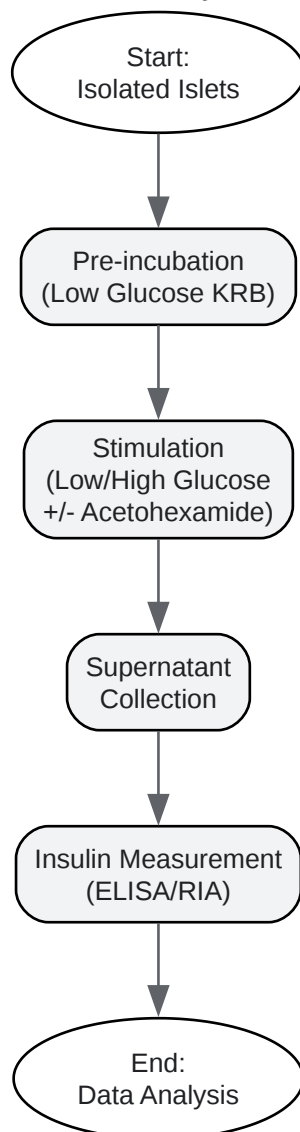 Start:
Isolated Islets
Pre-incubation
(Low Glucose KRB)
Stimulation
(Low/High Glucose
+/- Acetohexamide)
Supernatant
Collection
Insulin Measurement
(ELISA/RIA)
End:
Data Analysis